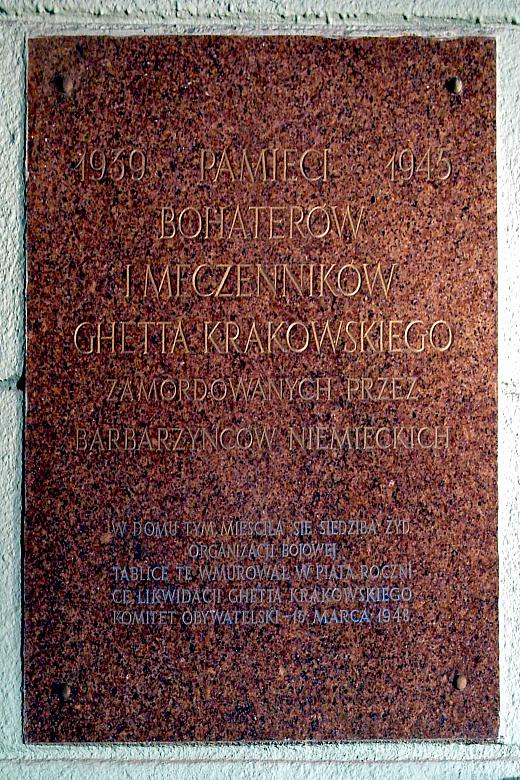 1939 PAMIĘCI 1945
BOHATERÓW
I MĘCZENNIKÓW
GHETTA KRAKOWSKIEGO
ZAMORDOWANYCH PRZEZ
BARBARZYŃCÓW NIEMIECKICH
W DOMU TYM MIEŚCIŁA SIĘ SIEDZIBA ŻYD.
ORGANIZACJI BOJOWEJ.
TABLICĘ TĘ WMUROWAŁ W PIĄTĄ ROCZNI
CĘ LIKWIDACJI GHETTA KRAKOWSKIEGO
KOMITET OBYWATELSKI - MARCA 1948.